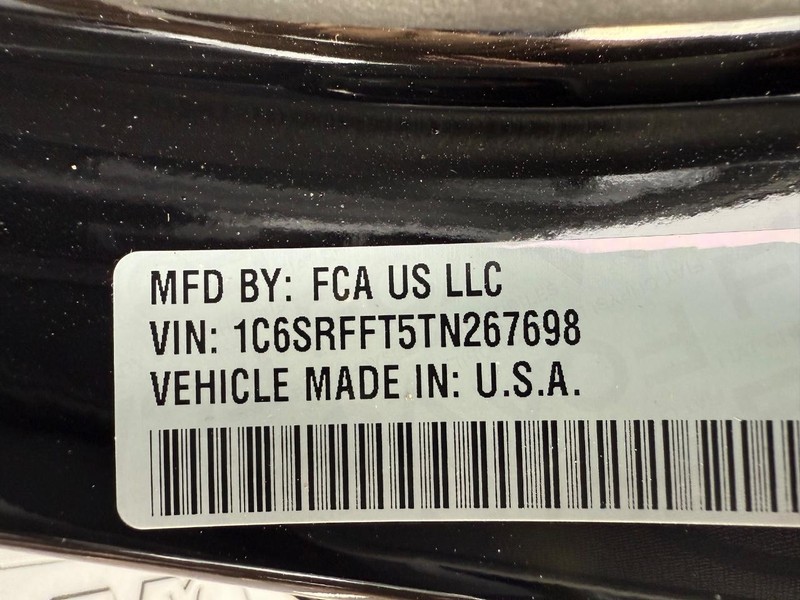 MFD BY: FCA US LLC
VIN: 1C6SRFFT5TN267698
VEHICLE MADE IN: U.S.A.